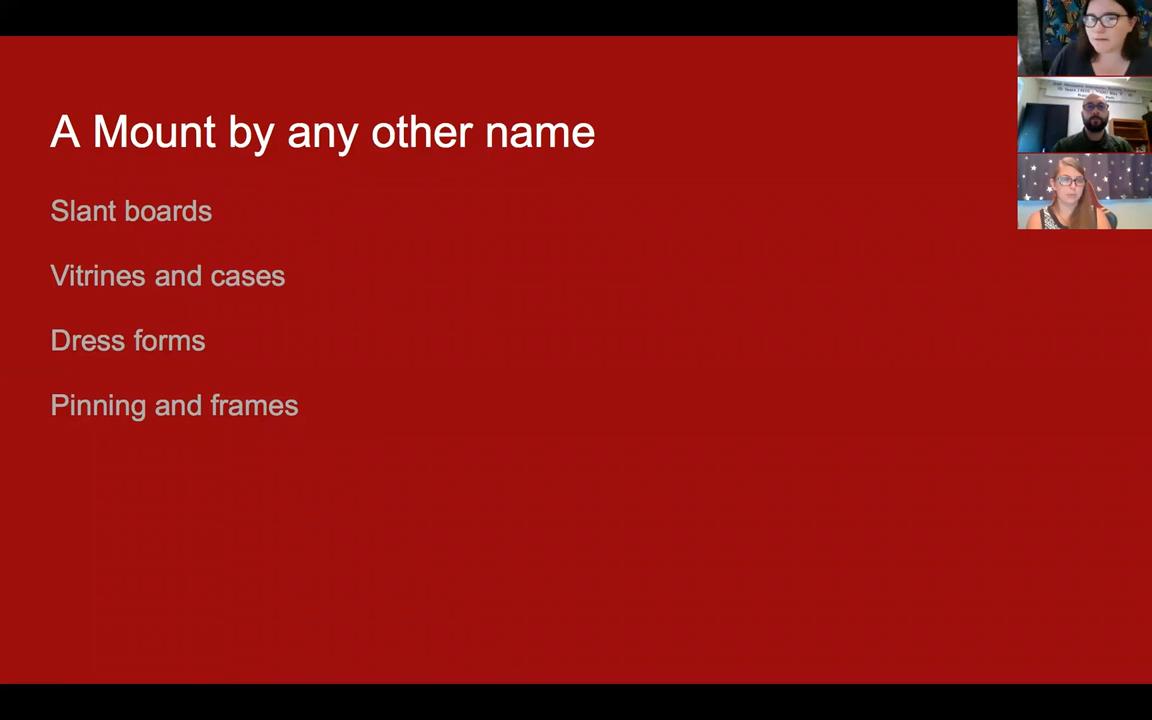 A Mount by any other name
Slant boards
Vitrines and cases
Dress forms
Pinning and frames